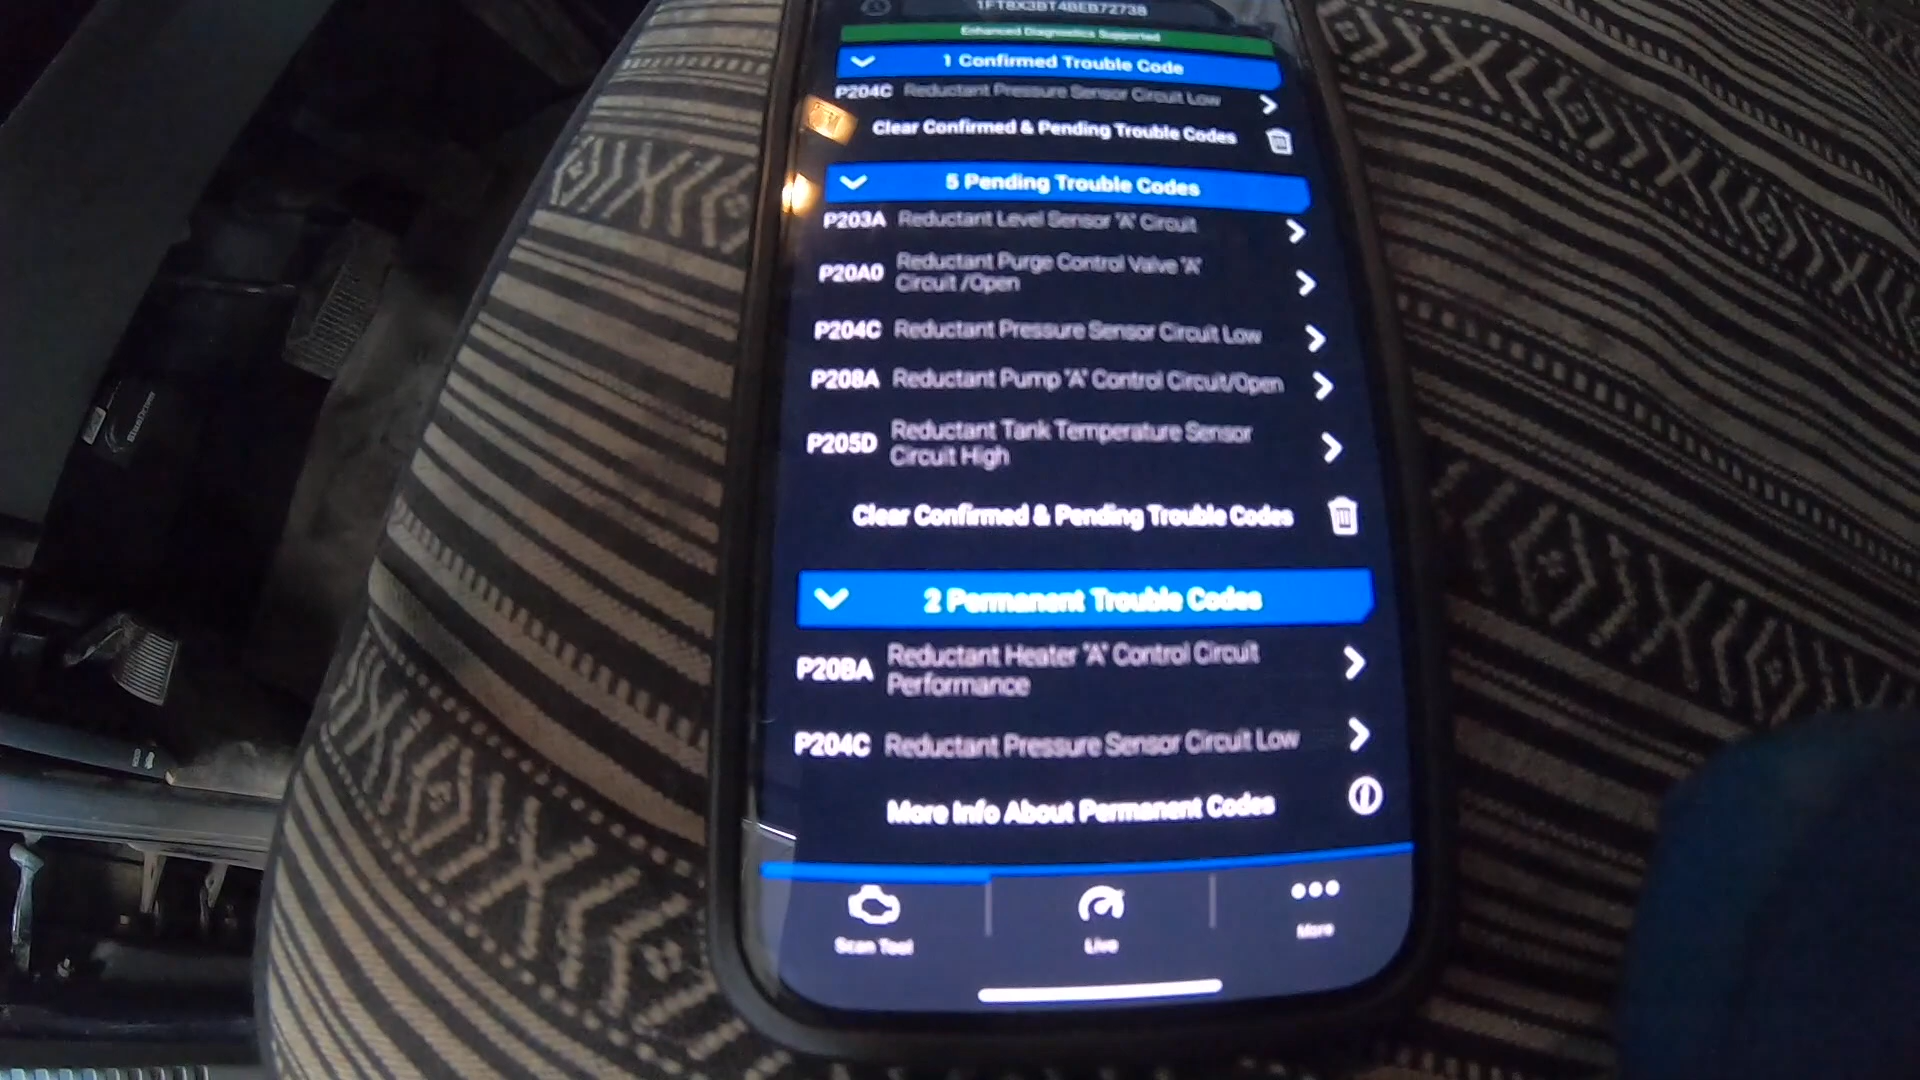 1FT8X3BT4BEB72738
Enhanced Diagnostics Supported
1 Confirmed Trouble Code
P204C Reductant Pressure Sensor Circuit Low
Clear Confirmed & Pending Trouble Codes
5 Pending Trouble Codes
P203A Reductant Level Sensor "A" Circuit
P20A0 Reductant Purge Control Valve "A"
Circuit /Open
P204C Reductant Pressure Sensor Circuit Low
P208A Reductant Pump "A" Control Circuit/Open
P205D Reductant Tank Temperature Sensor
Circuit High
Clear Confirmed & Pending Trouble Codes
2 Permanent Trouble Codes
P20BA Reductant Heater "A" Control Circuit
Performance
P204C Reductant Pressure Sensor Circuit Low
More Info About Permanent Codes
Scan Tool
Live
More
BlueDriver